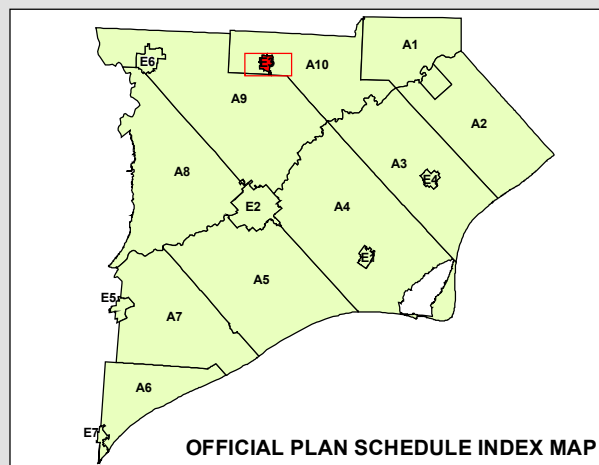 A1
E6
A10
A9
A2
A3
A8
E4
E2
A4
E1
A5
E5
A7
A6
E7
OFFICIAL PLAN SCHEDULE INDEX MAP